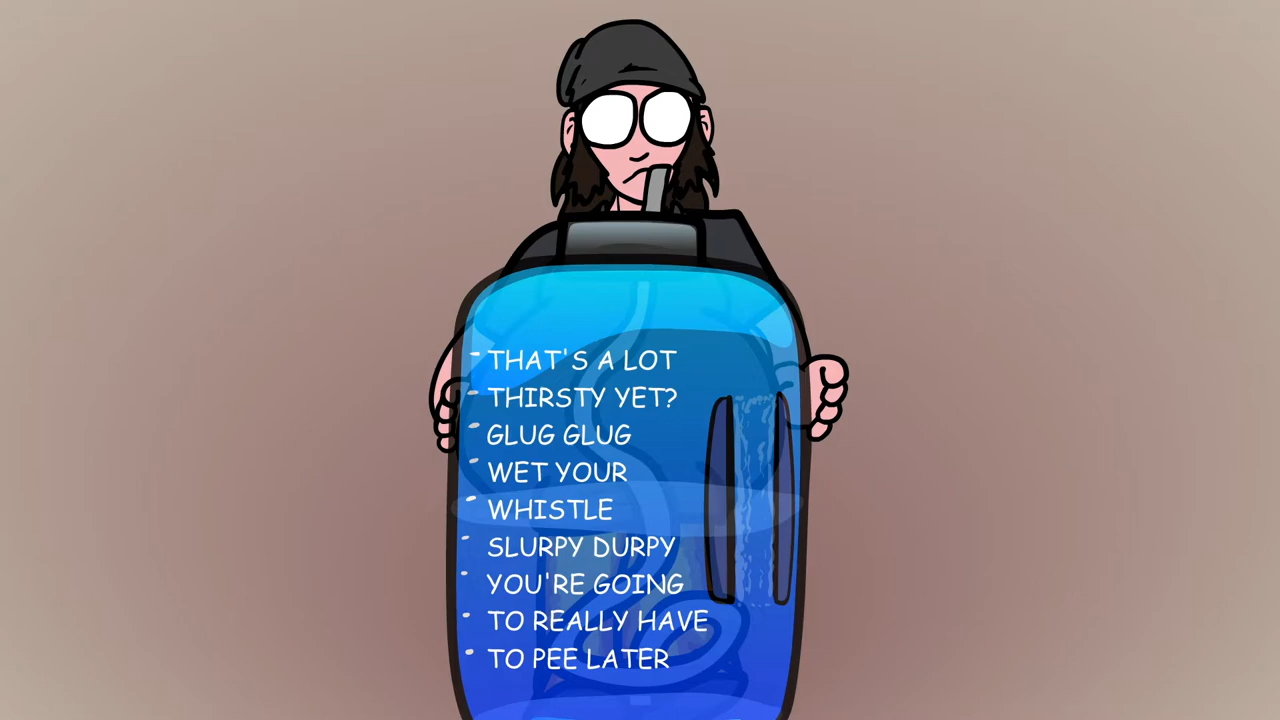 THAT'S A LOT
THIRSTY YET?
GLUG GLUG
WET YOUR
WHISTLE
SLURPY DURPY
YOU'RE GOING
TO REALLY HAVE
TO PEE LATER